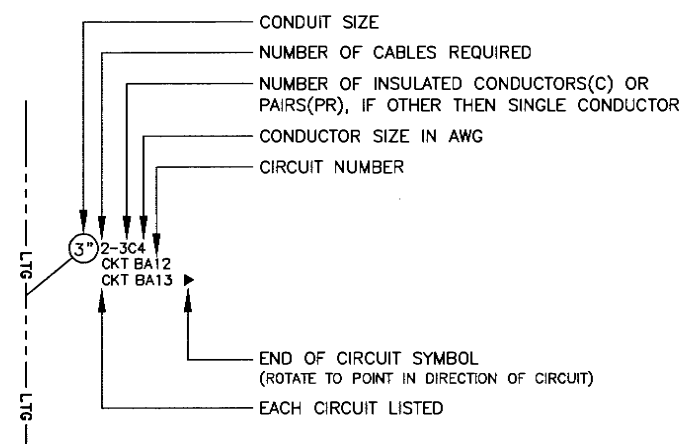 CONDUIT SIZE
NUMBER OF CABLES REQUIRED
NUMBER OF INSULATED CONDUCTORS(C) OR
PAIRS(PR), IF OTHER THEN SINGLE CONDUCTOR
CONDUCTOR SIZE IN AWG
CIRCUIT NUMBER
3" 2-3C4
CKT BA12
CKT BA13
LTG
END OF CIRCUIT SYMBOL
(ROTATE TO POINT IN DIRECTION OF CIRCUIT)
EACH CIRCUIT LISTED
LTG